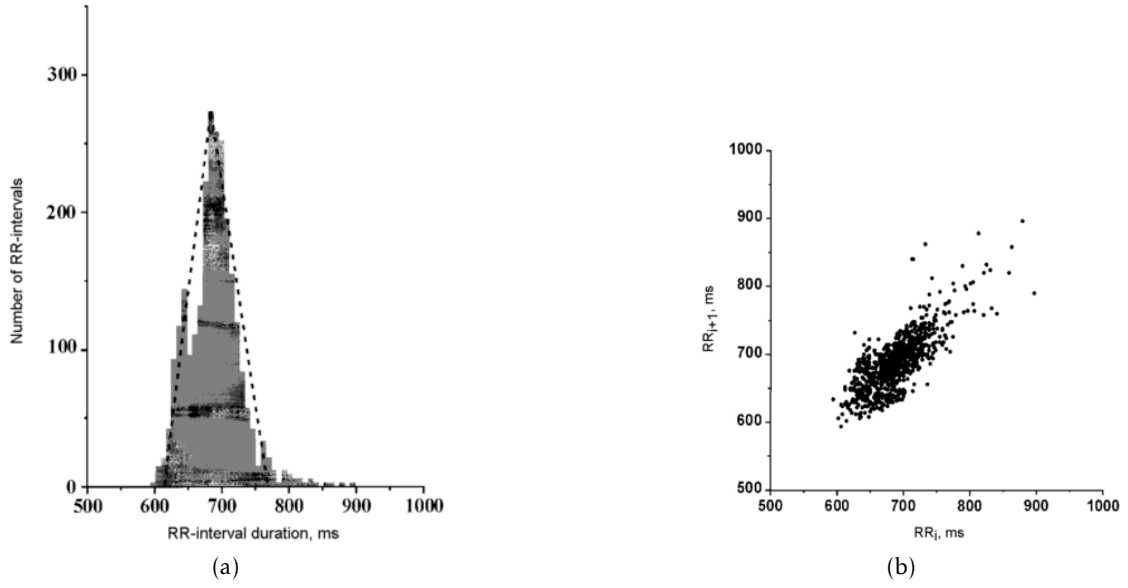 300
200
100
0
500 600 700 800 900 1000
Number of RR-intervals
RR-interval duration, ms
(a)
1000
900
800
700
600
500
500 600 700 800 900 1000
RRi+1, ms
RRi, ms
(b)